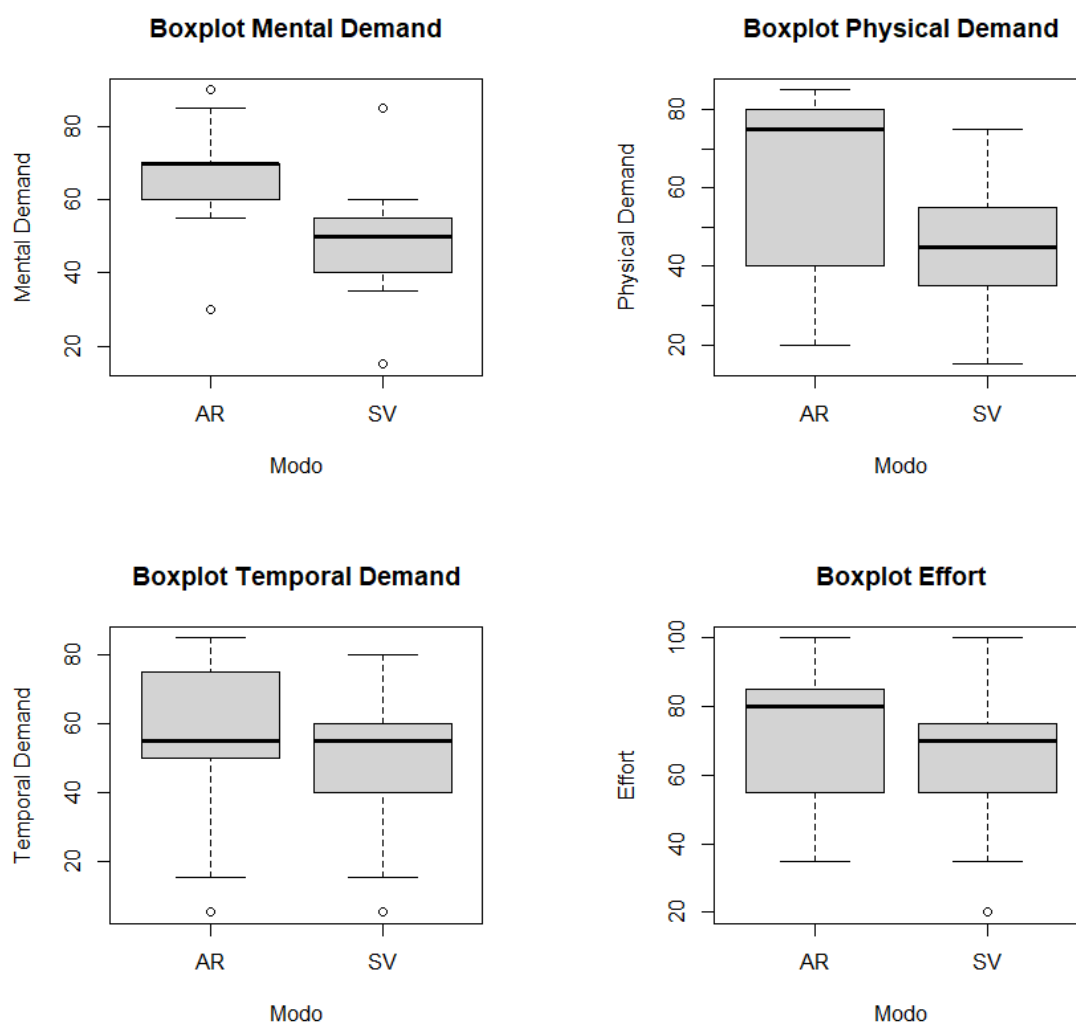 Boxplot Mental Demand
Mental Demand
80
60
40
20
AR SV
Modo
Boxplot Physical Demand
Physical Demand
80
60
40
20
AR SV
Modo
Boxplot Temporal Demand
Temporal Demand
80
60
40
20
AR SV
Modo
Boxplot Effort
Effort
100
80
60
40
20
AR SV
Modo